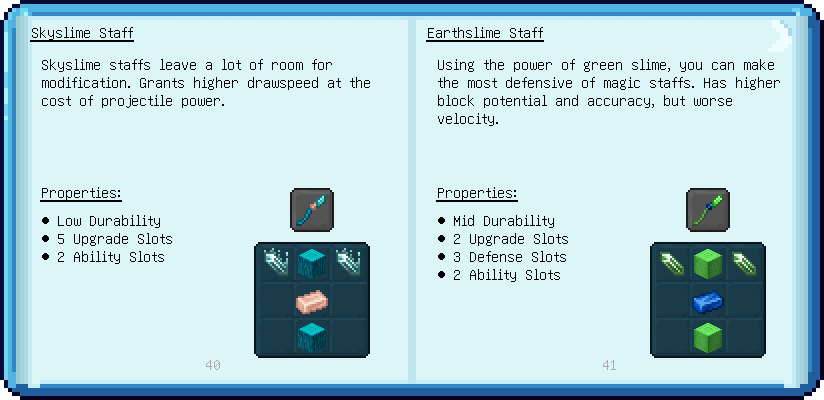 Skyslime Staff
Skyslime staffs leave a lot of room for
modification. Grants higher drawspeed at the
cost of projectile power.
Properties:
● Low Durability
● 5 Upgrade Slots
● 2 Ability Slots
40
Earthslime Staff
Using the power of green slime, you can make
the most defensive of magic staffs. Has higher
block potential and accuracy, but worse
velocity.
Properties:
● Mid Durability
● 2 Upgrade Slots
● 3 Defense Slots
● 2 Ability Slots
41